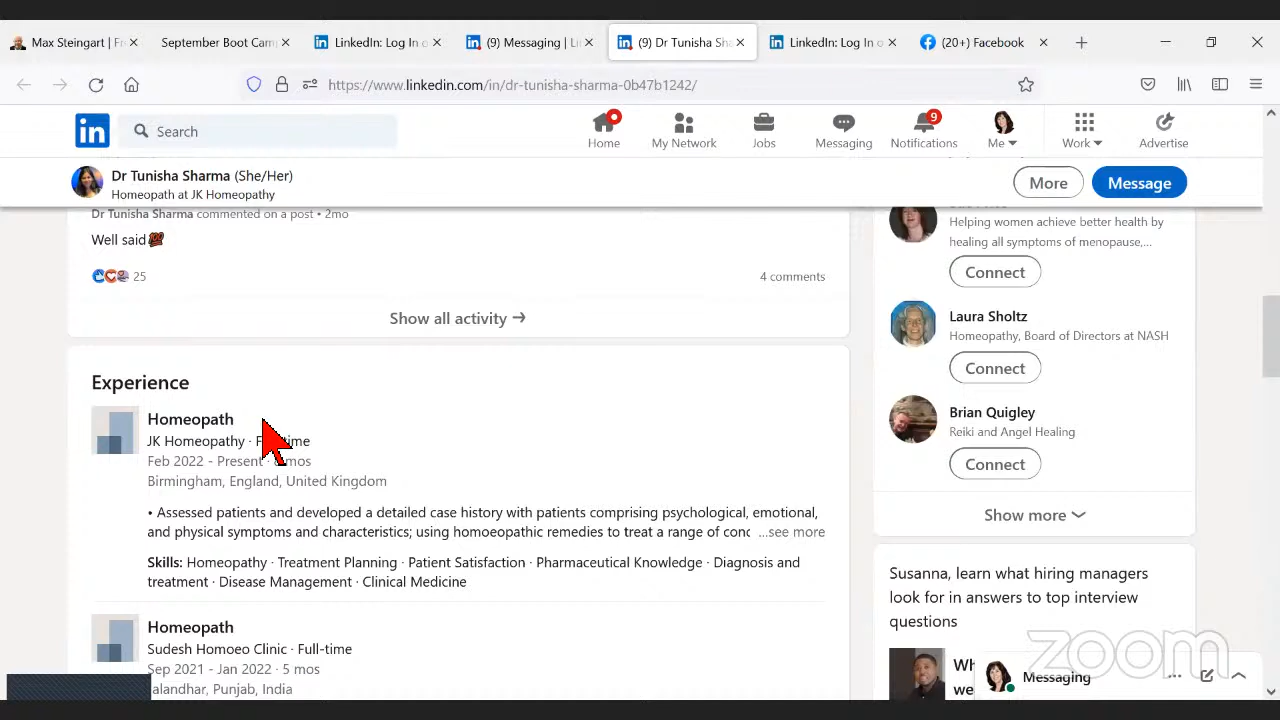 Max Steingart | Fr
September Boot Cam
LinkedIn: Log In o
(9) Messaging | Li
(9) Dr Tunisha Sha
LinkedIn: Log In o
(20+) Facebook
https://www.linkedin.com/in/dr-tunisha-sharma-0b47b1242/
in
Search
Home
My Network
Jobs
Messaging
9
Notifications
Me
Work
Advertise
Dr Tunisha Sharma (She/Her)
Homeopath at JK Homeopathy
More
Message
Dr Tunisha Sharma commented on a post • 2mo
Well said💯
25
4 comments
Show all activity →
Experience
Homeopath
JK Homeopathy · Full-time
Feb 2022 - Present · mos
Birmingham, England, United Kingdom
• Assessed patients and developed a detailed case history with patients comprising psychological, emotional,
and physical symptoms and characteristics; using homoeopathic remedies to treat a range of conc ...see more
Skills: Homeopathy · Treatment Planning · Patient Satisfaction · Pharmaceutical Knowledge · Diagnosis and
treatment · Disease Management · Clinical Medicine
Homeopath
Sudesh Homoeo Clinic · Full-time
Sep 2021 - Jan 2022 · 5 mos
alandhar, Punjab, India
Helping women achieve better health by
healing all symptoms of menopause,...
Connect
Laura Sholtz
Homeopathy, Board of Directors at NASH
Connect
Brian Quigley
Reiki and Angel Healing
Connect
Show more
Susanna, learn what hiring managers
look for in answers to top interview
questions
Wh
we
Messaging
zoom